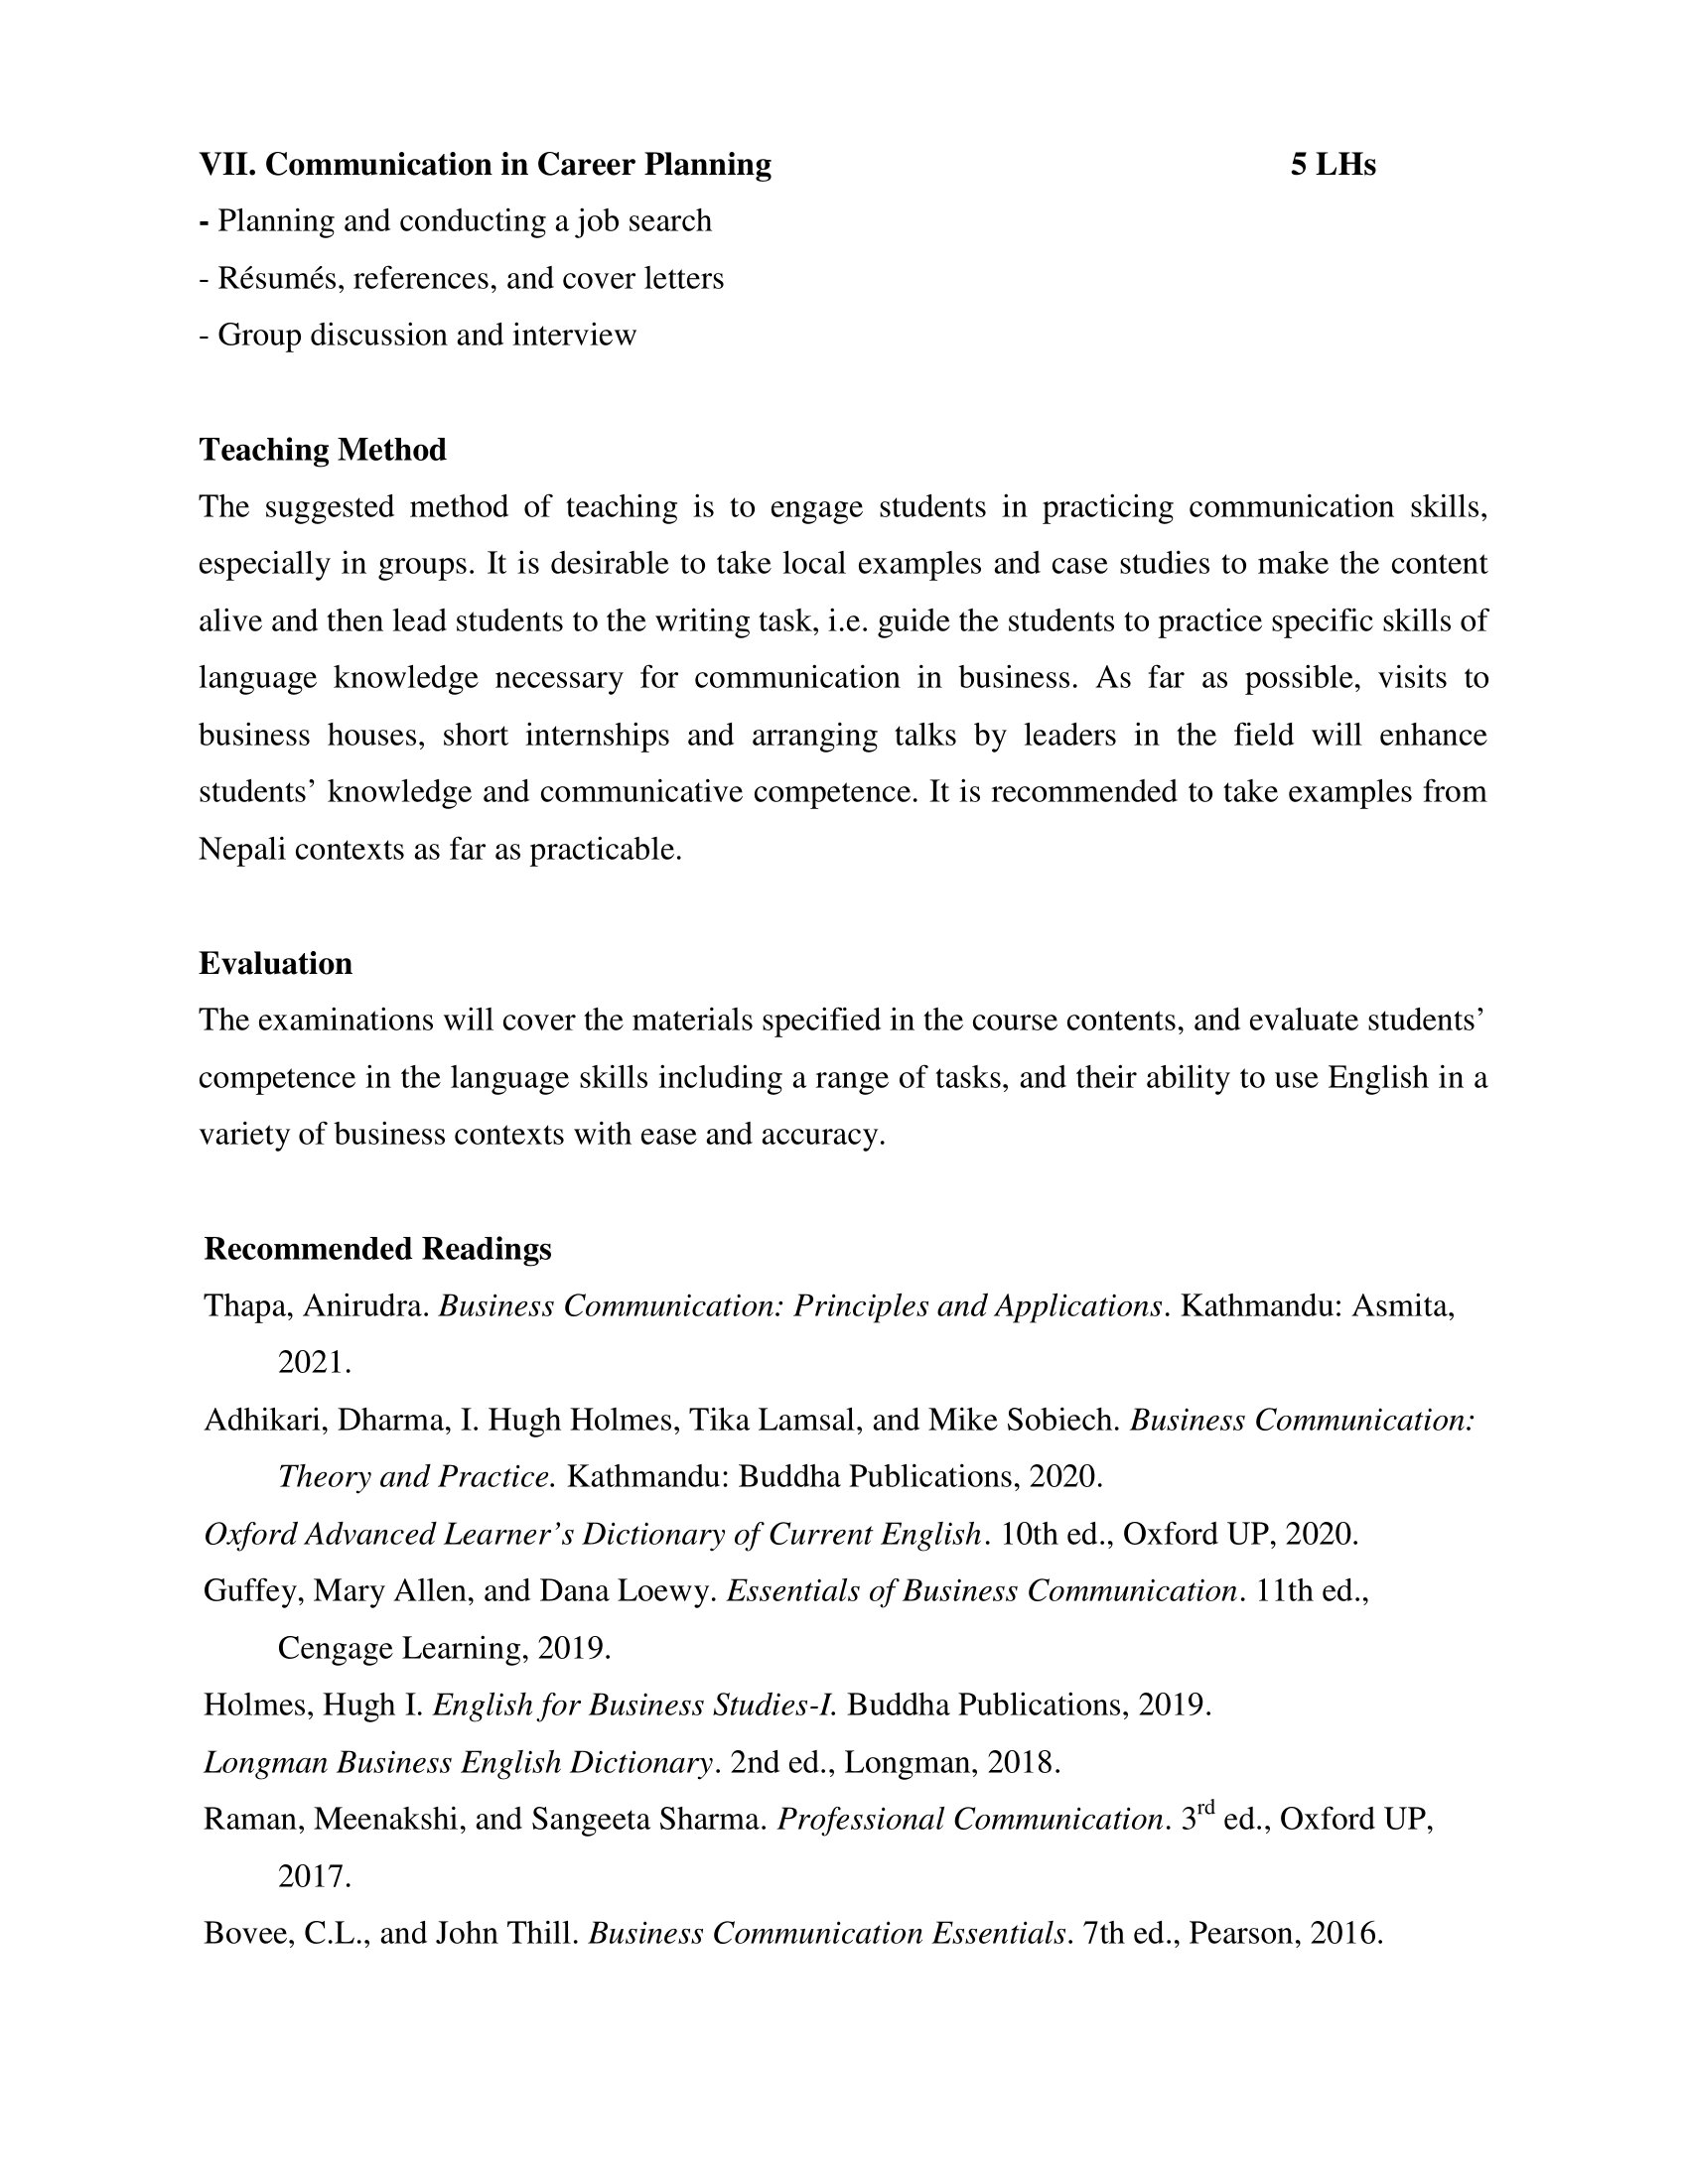 VII. Communication in Career Planning 5 LHs
- Planning and conducting a job search
- Résumés, references, and cover letters
- Group discussion and interview
Teaching Method
The suggested method of teaching is to engage students in practicing communication skills,
especially in groups. It is desirable to take local examples and case studies to make the content
alive and then lead students to the writing task, i.e. guide the students to practice specific skills of
language knowledge necessary for communication in business. As far as possible, visits to
business houses, short internships and arranging talks by leaders in the field will enhance
students’ knowledge and communicative competence. It is recommended to take examples from
Nepali contexts as far as practicable.
Evaluation
The examinations will cover the materials specified in the course contents, and evaluate students’
competence in the language skills including a range of tasks, and their ability to use English in a
variety of business contexts with ease and accuracy.
Recommended Readings
Thapa, Anirudra. Business Communication: Principles and Applications. Kathmandu: Asmita,
2021.
Adhikari, Dharma, I. Hugh Holmes, Tika Lamsal, and Mike Sobiech. Business Communication:
Theory and Practice. Kathmandu: Buddha Publications, 2020.
Oxford Advanced Learner’s Dictionary of Current English. 10th ed., Oxford UP, 2020.
Guffey, Mary Allen, and Dana Loewy. Essentials of Business Communication. 11th ed.,
Cengage Learning, 2019.
Holmes, Hugh I. English for Business Studies-I. Buddha Publications, 2019.
Longman Business English Dictionary. 2nd ed., Longman, 2018.
Raman, Meenakshi, and Sangeeta Sharma. Professional Communication. 3rd ed., Oxford UP,
2017.
Bovee, C.L., and John Thill. Business Communication Essentials. 7th ed., Pearson, 2016.